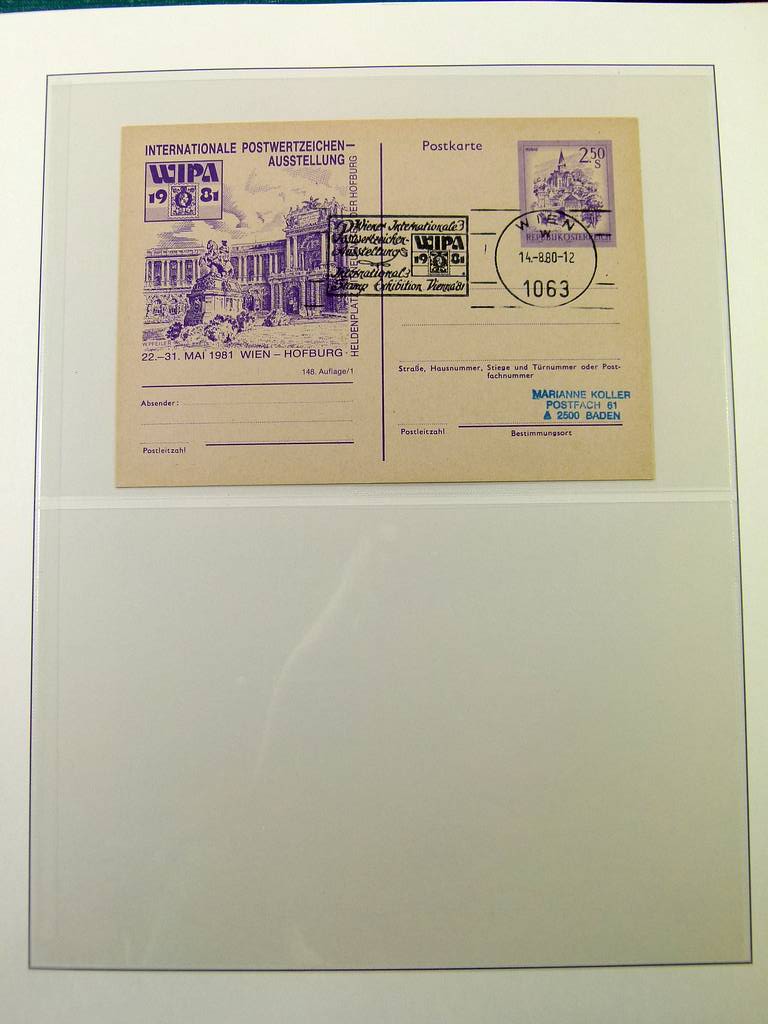 INTERNATIONALE POSTWERTZEICHEN-
AUSSTELLUNG
WIPA
19 81
HELDENPLAT DER HOFBURG
22.–31. MAI 1981 WIEN – HOFBURG
148. Auflage/1
Absender:
Postleitzahl
Postkarte
2.50
S
REPUBLIK ÖSTERREICH
Wiener Internationale
Postwertzeichen-
Ausstellung
WIPA
19 81
International
Stamp Exhibition Vienna 81
WIEN
W
14.-8.80-12
1063
Straße, Hausnummer, Stiege und Türnummer oder Post-
fachnummer
MARIANNE KOLLER
POSTFACH 61
A 2500 BADEN
Postleitzahl
Bestimmungsort